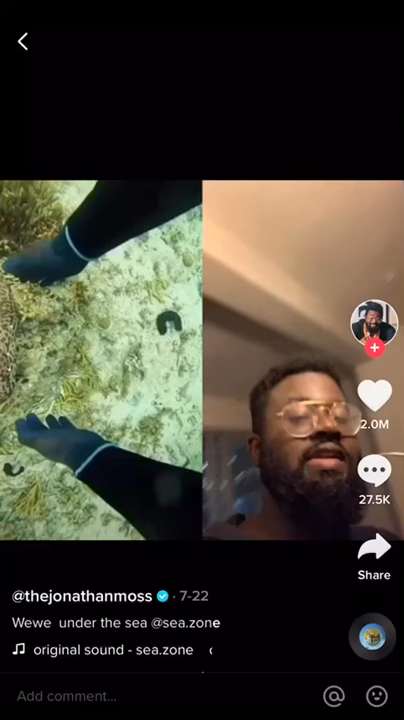 2.0M
27.5K
Share
@thejonathanmoss · 7-22
Wewe under the sea @sea.zone
original sound - sea.zone
Add comment...